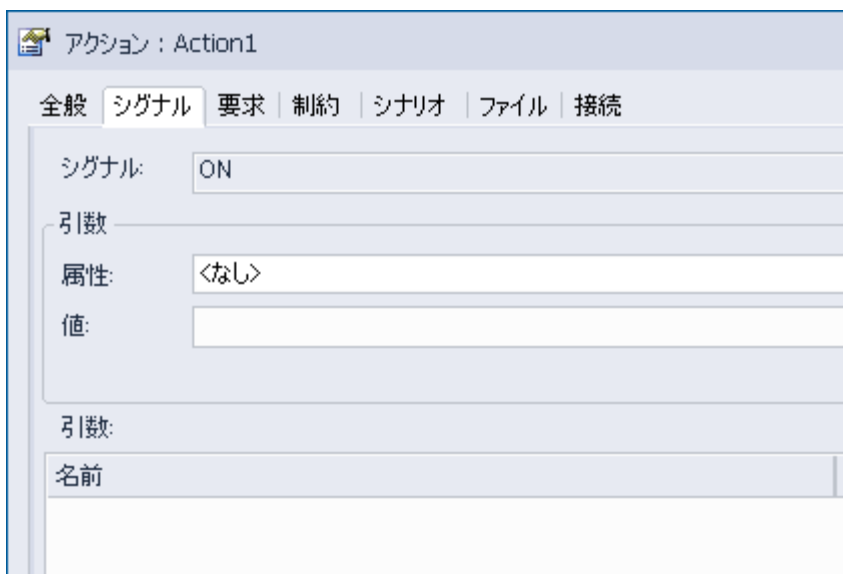 アクション : Action1
全般 シグナル 要求 制約 シナリオ ファイル 接続
シグナル: ON
引数
属性: <なし>
値:
引数:
名前